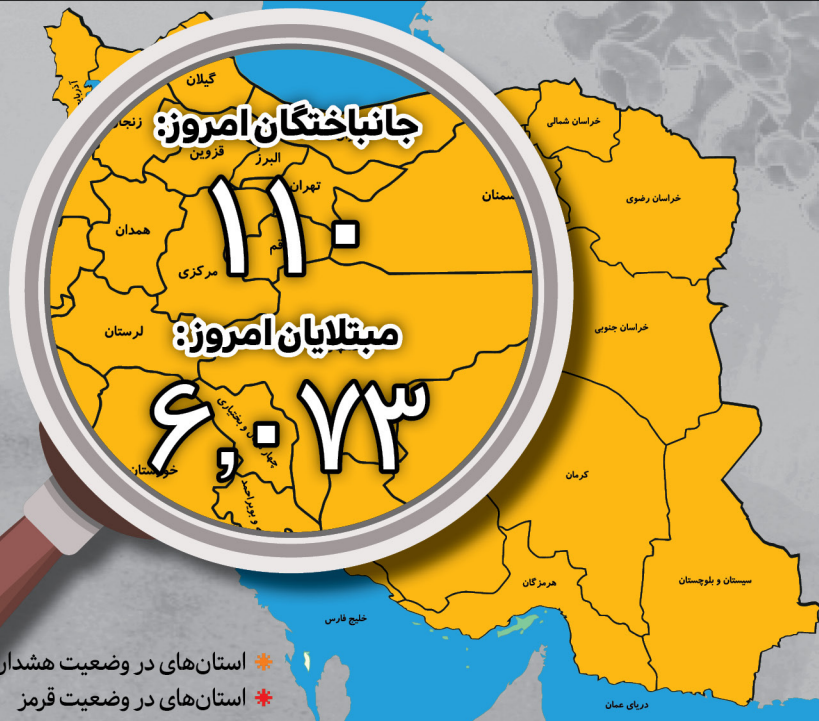 گیلان
زنجان
جانباختگان امروز:
خراسان شمالی
قزوین
البرز
تهران
سمنان
خراسان رضوی
۱۱۰
همدان
قم
مرکزی
مبتلایان امروز:
لرستان
خراسان جنوبی
۶,۰۷۳
چهارمحال و بختیاری
خوزستان
و بویراحمد
کرمان
هرمزگان
سیستان و بلوچستان
خلیج فارس
استان‌های در وضعیت هشدار
استان‌های در وضعیت قرمز
دریای عمان